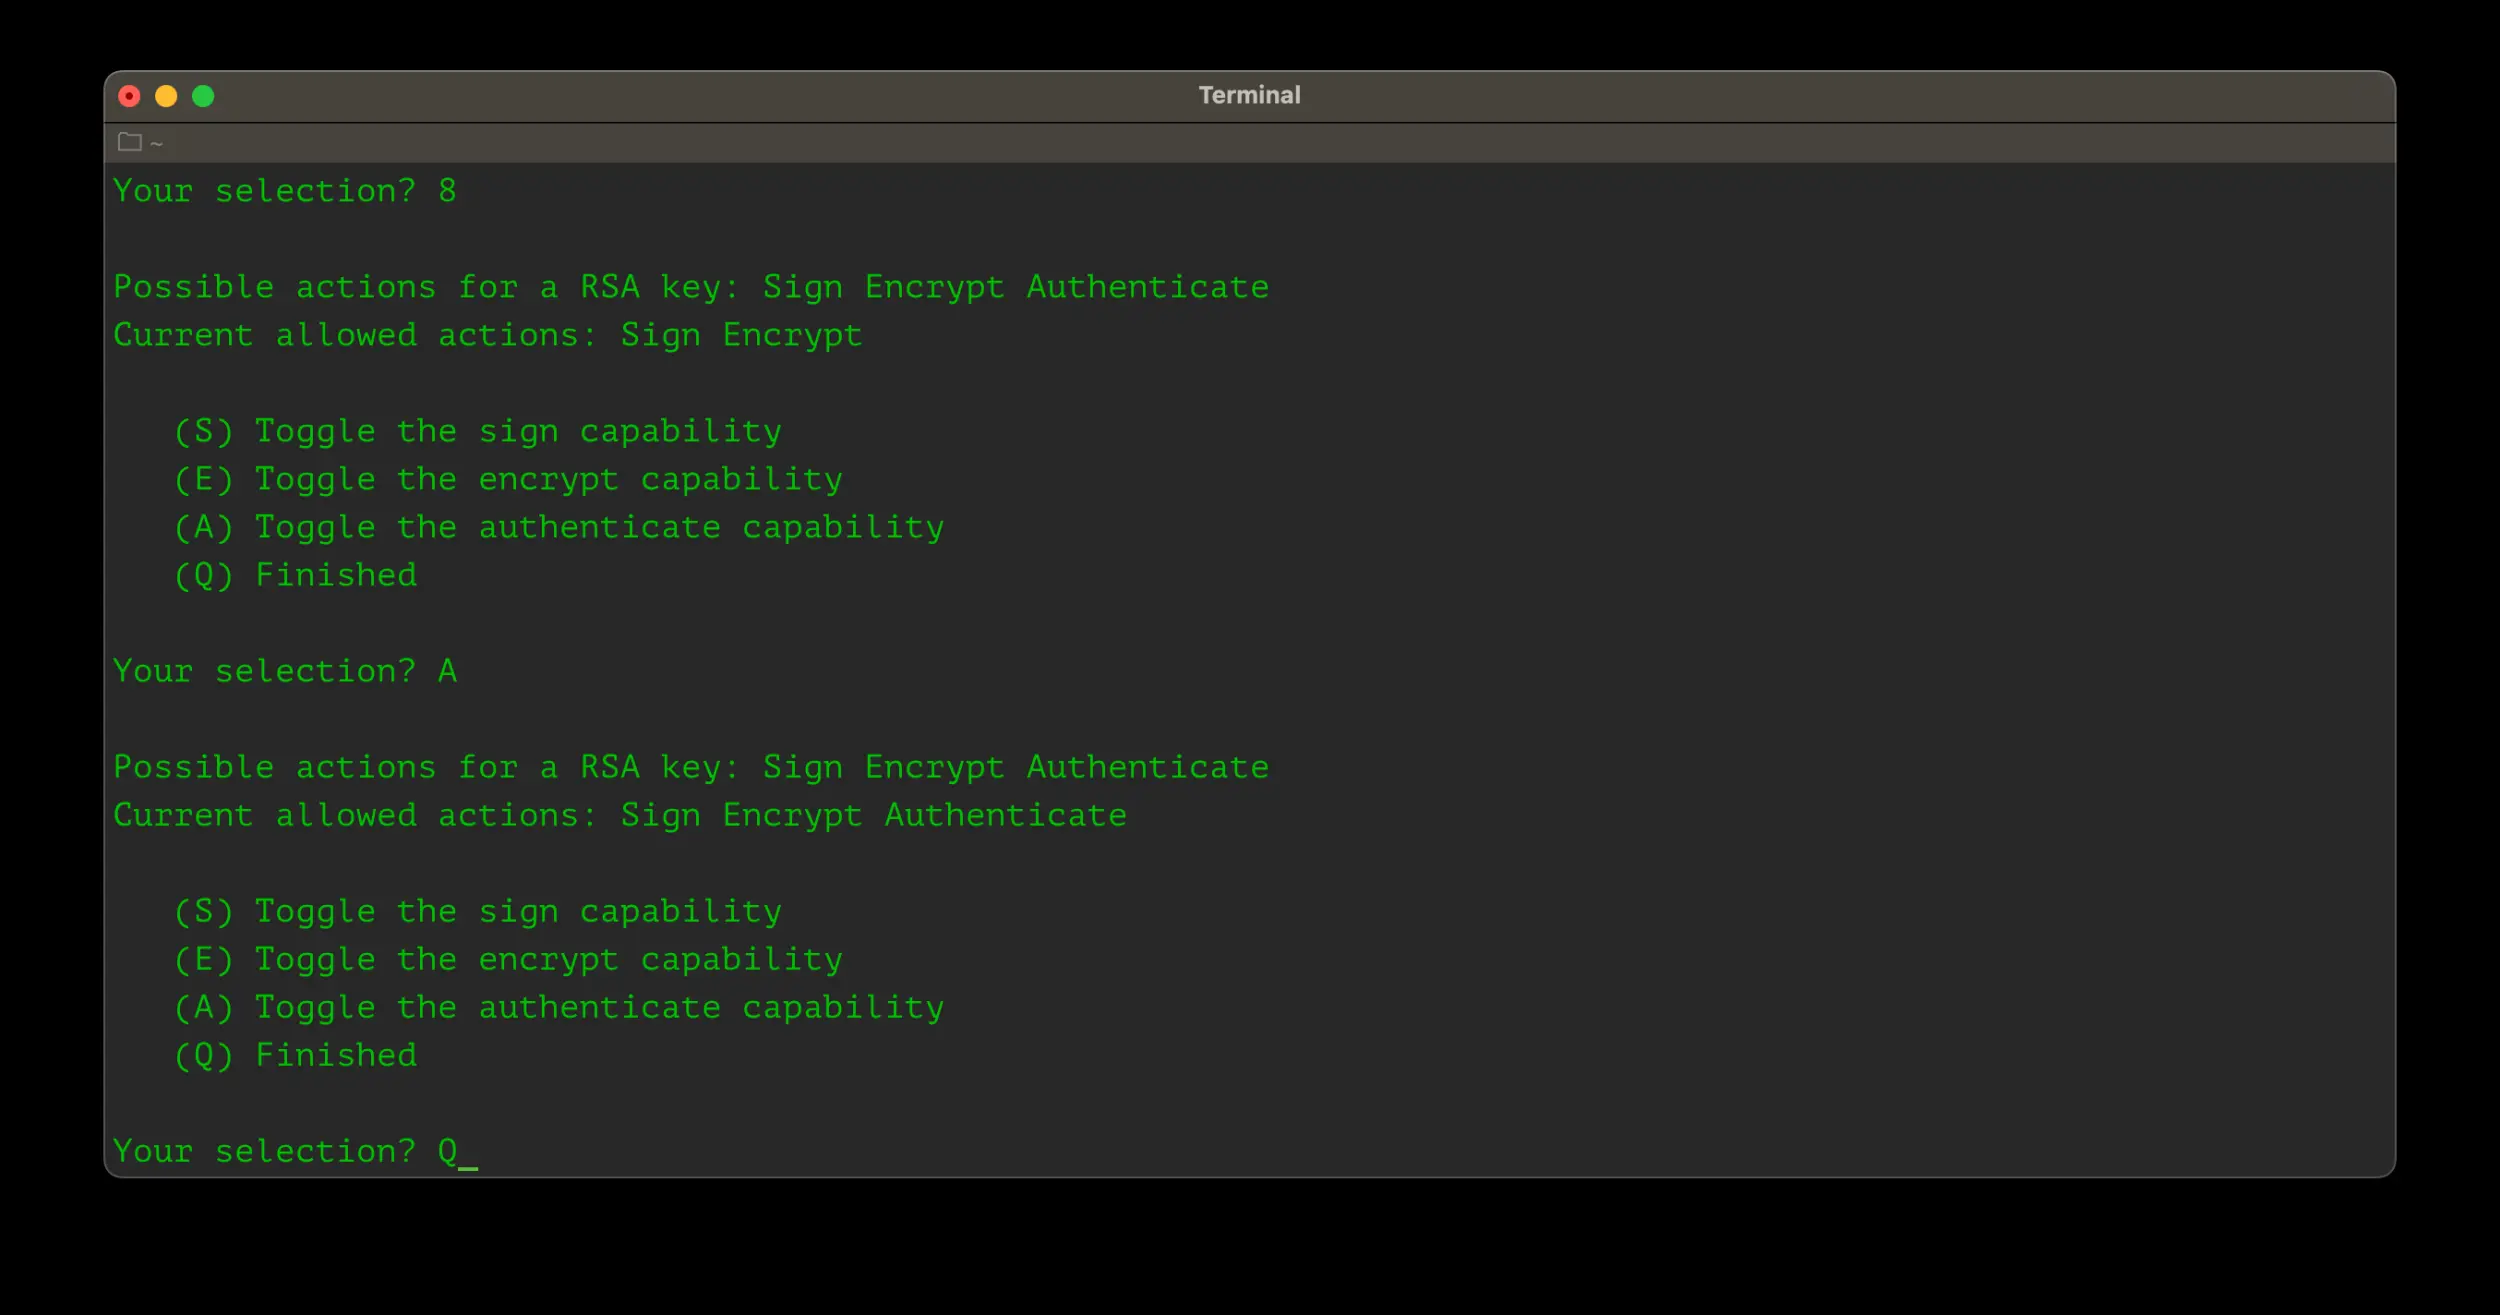 Terminal
~
Your selection? 8
Possible actions for a RSA key: Sign Encrypt Authenticate
Current allowed actions: Sign Encrypt
(S) Toggle the sign capability
(E) Toggle the encrypt capability
(A) Toggle the authenticate capability
(Q) Finished
Your selection? A
Possible actions for a RSA key: Sign Encrypt Authenticate
Current allowed actions: Sign Encrypt Authenticate
(S) Toggle the sign capability
(E) Toggle the encrypt capability
(A) Toggle the authenticate capability
(Q) Finished
Your selection? Q_